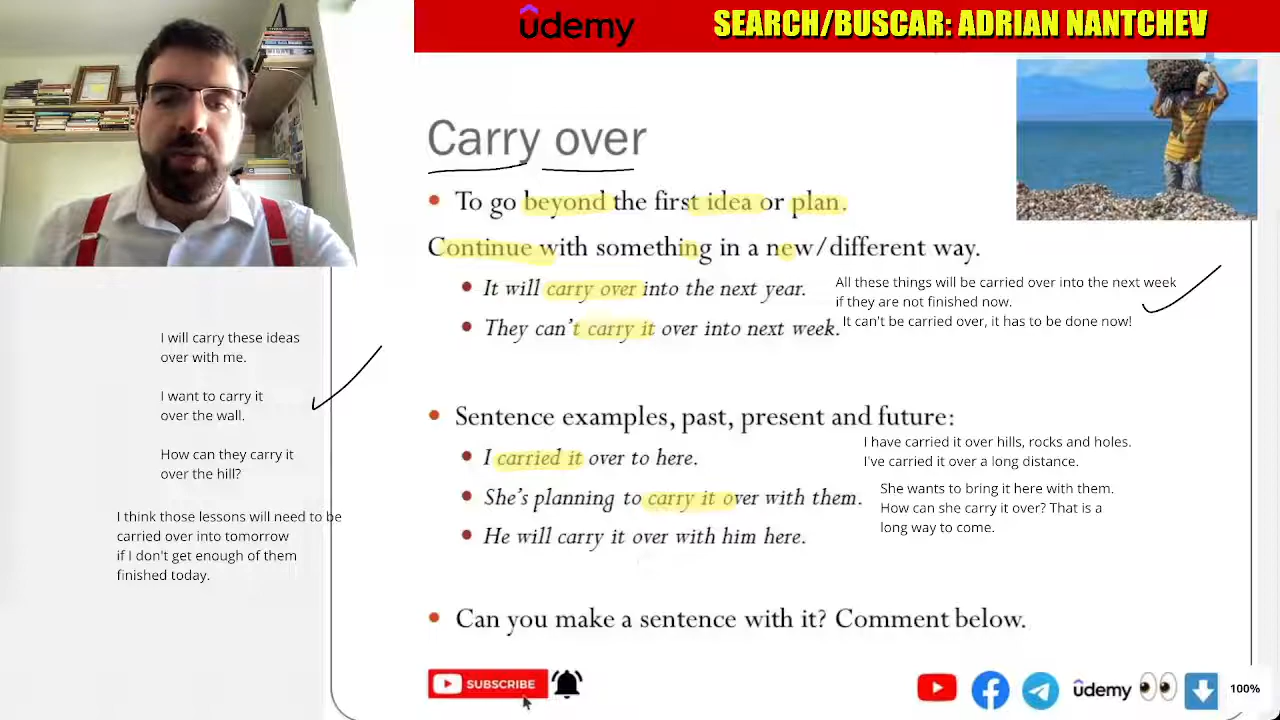 udemy
SEARCH/BUSCAR: ADRIAN NANTCHEV
Carry over
To go beyond the first idea or plan.
Continue with something in a new/different way.
It will carry over into the next year.
They can't carry it over into next week.
All these things will be carried over into the next week
if they are not finished now.
It can't be carried over, it has to be done now!
I will carry these ideas
over with me.
I want to carry it
over the wall.
How can they carry it
over the hill?
I think those lessons will need to be
carried over into tomorrow
if I don't get enough of them
finished today.
Sentence examples, past, present and future:
I carried it over to here.
She's planning to carry it over with them.
He will carry it over with him here.
I have carried it over hills, rocks and holes.
I've carried it over a long distance.
She wants to bring it here with them.
How can she carry it over? That is a
long way to come.
Can you make a sentence with it? Comment below.
SUBSCRIBE
udemy
100%